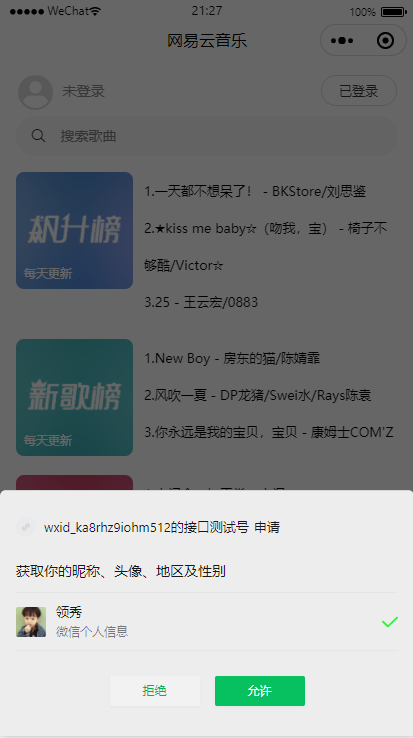 WeChat
21:27
100%
网易云音乐
未登录
已登录
搜索歌曲
飙升榜
每天更新
1.一天都不想呆了！ - BKStore/刘思鉴
2.★kiss me baby☆（吻我，宝） - 椅子不
够酷/Victor☆
3.25 - 王云宏/0883
新歌榜
每天更新
1.New Boy - 房东的猫/陈婧霏
2.风吹一夏 - DP龙猪/Swei水/Rays陈袁
3.你永远是我的宝贝，宝贝 - 康姆士COM'Z
wxid_ka8rhz9iohm512的接口测试号 申请
获取你的昵称、头像、地区及性别
领秀
微信个人信息
拒绝
允许